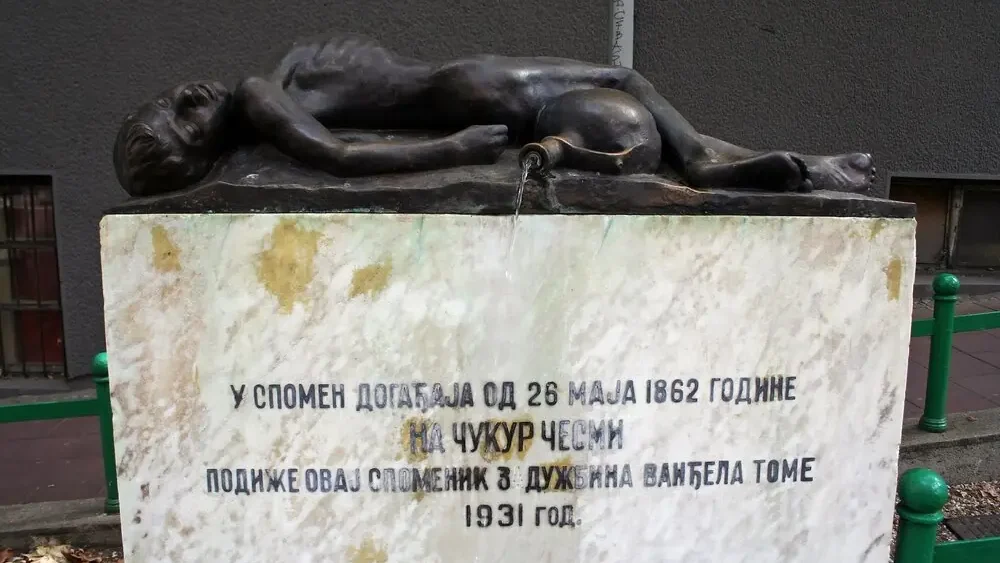 У СПОМЕН ДОГАЂАЈА ОД 26 МАЈА 1862 ГОДИНЕ
НА ЧУКУР ЧЕСМИ
ПОДИЖЕ ОВАЈ СПОМЕНИК З ДУЖБИНА ВАНЂЕЛА ТОМЕ
1931 ГОД.